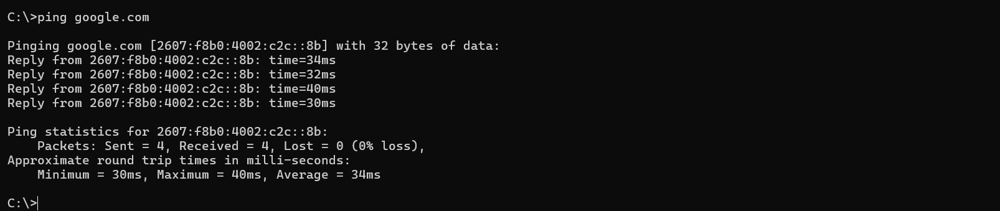 C:\>ping google.com
Pinging google.com [2607:f8b0:4002:c2c::8b] with 32 bytes of data:
Reply from 2607:f8b0:4002:c2c::8b: time=34ms
Reply from 2607:f8b0:4002:c2c::8b: time=32ms
Reply from 2607:f8b0:4002:c2c::8b: time=40ms
Reply from 2607:f8b0:4002:c2c::8b: time=30ms
Ping statistics for 2607:f8b0:4002:c2c::8b:
    Packets: Sent = 4, Received = 4, Lost = 0 (0% loss),
Approximate round trip times in milli-seconds:
    Minimum = 30ms, Maximum = 40ms, Average = 34ms
C:\>